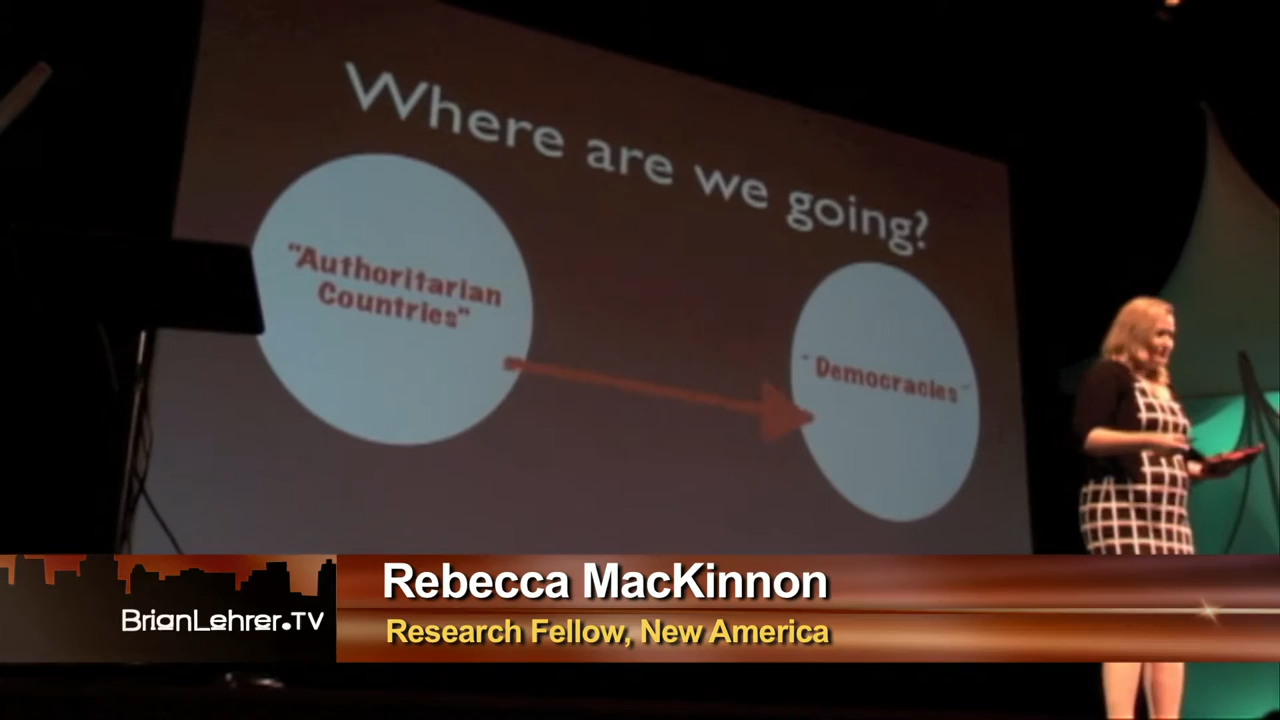 Where are we going?
"Authoritarian
Countries"
"Democracies"
Rebecca MacKinnon
BrianLehrer.TV
Research Fellow, New America